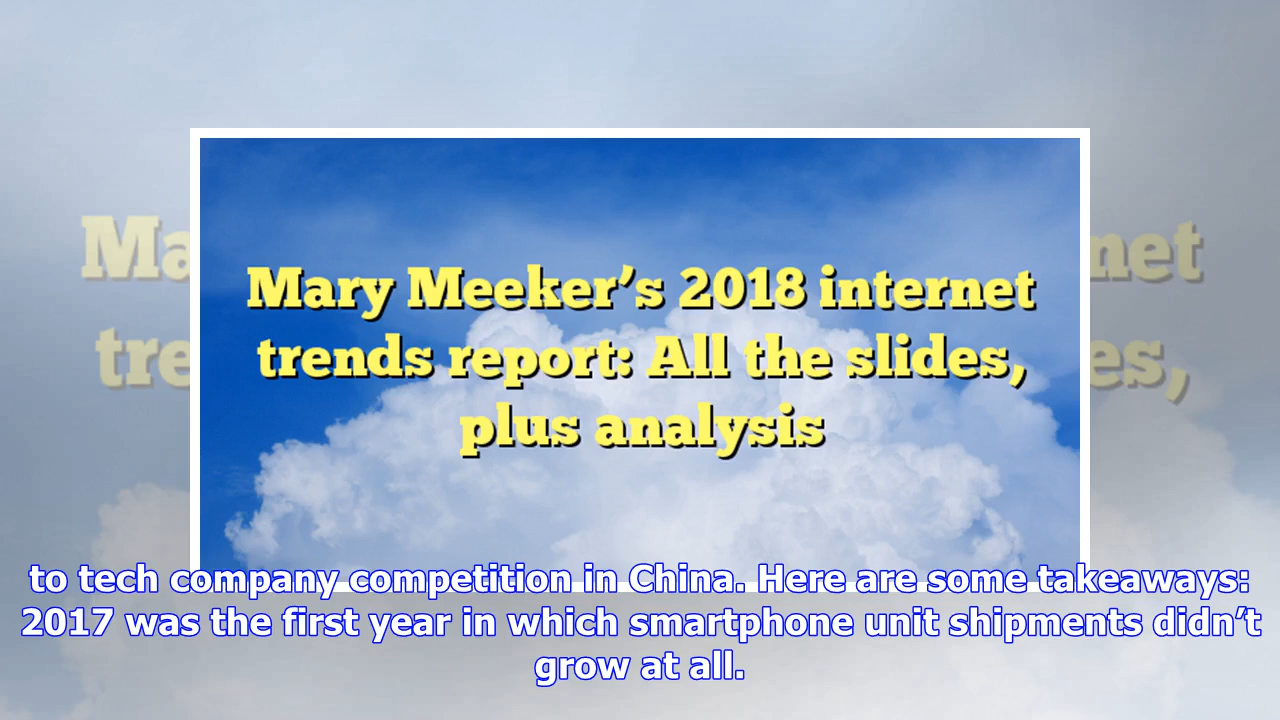 Mary Meeker’s 2018 internet
trends report: All the slides,
plus analysis
to tech company competition in China. Here are some takeaways:
2017 was the first year in which smartphone unit shipments didn’t
grow at all.